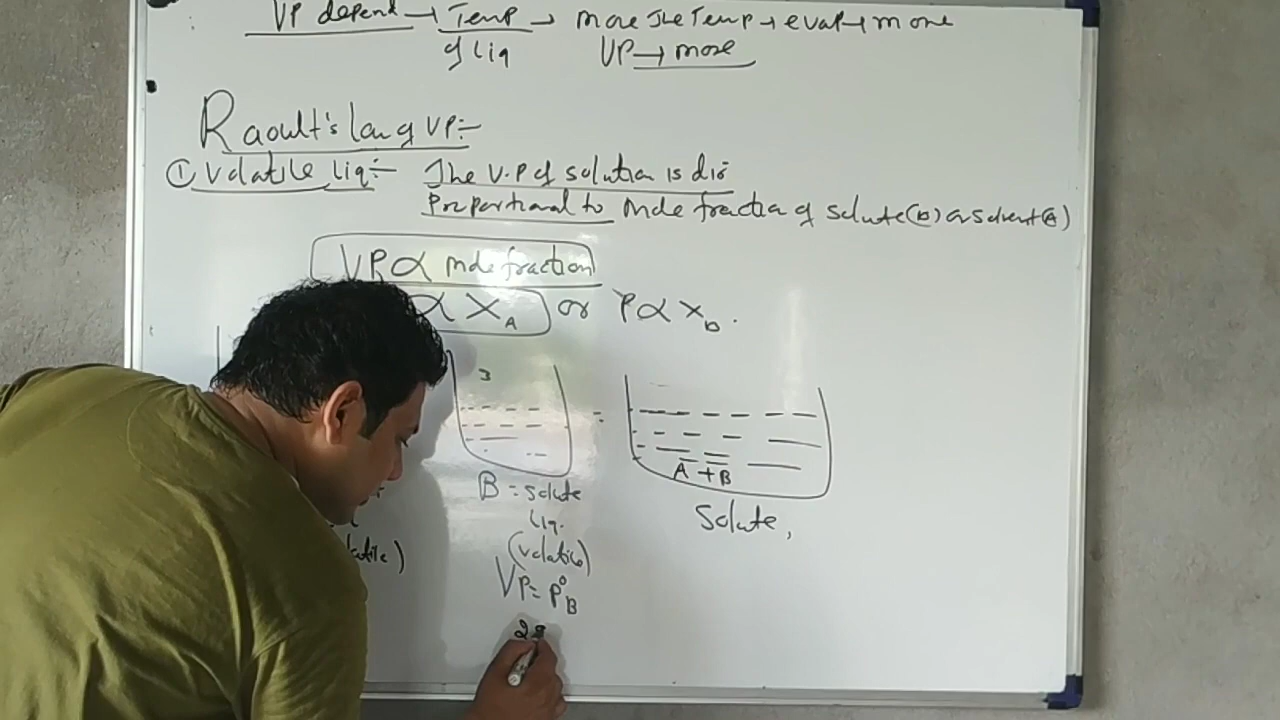 VP depend → Temp → more The Temp → evap → more
of liq VP → more
Raoult's law of VP:-
① Volatile liq:- The V.P of solution is dir
Proportional to mole fraction of solute(b) or solvent(A)
VP ∝ mole fraction
∝ X_A or P ∝ X_b.
A + B
B = solute
Solute,
liq.
(volatile)
VP = P°_B